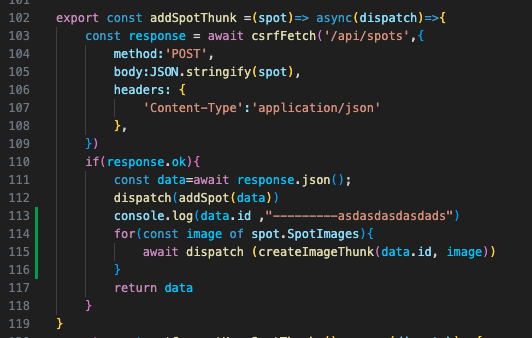 102 export const addSpotThunk =(spot)=> async(dispatch)=>{
103 const response = await csrfFetch('/api/spots',{
104 method:'POST',
105 body:JSON.stringify(spot),
106 headers: {
107 'Content-Type':'application/json'
108 },
109 })
110 if(response.ok){
111 const data=await response.json();
112 dispatch(addSpot(data))
113 console.log(data.id ,"---------asdasdasdasdads")
114 for(const image of spot.SpotImages){
115 await dispatch (createImageThunk(data.id, image))
116 }
117 return data
118 }
119 }